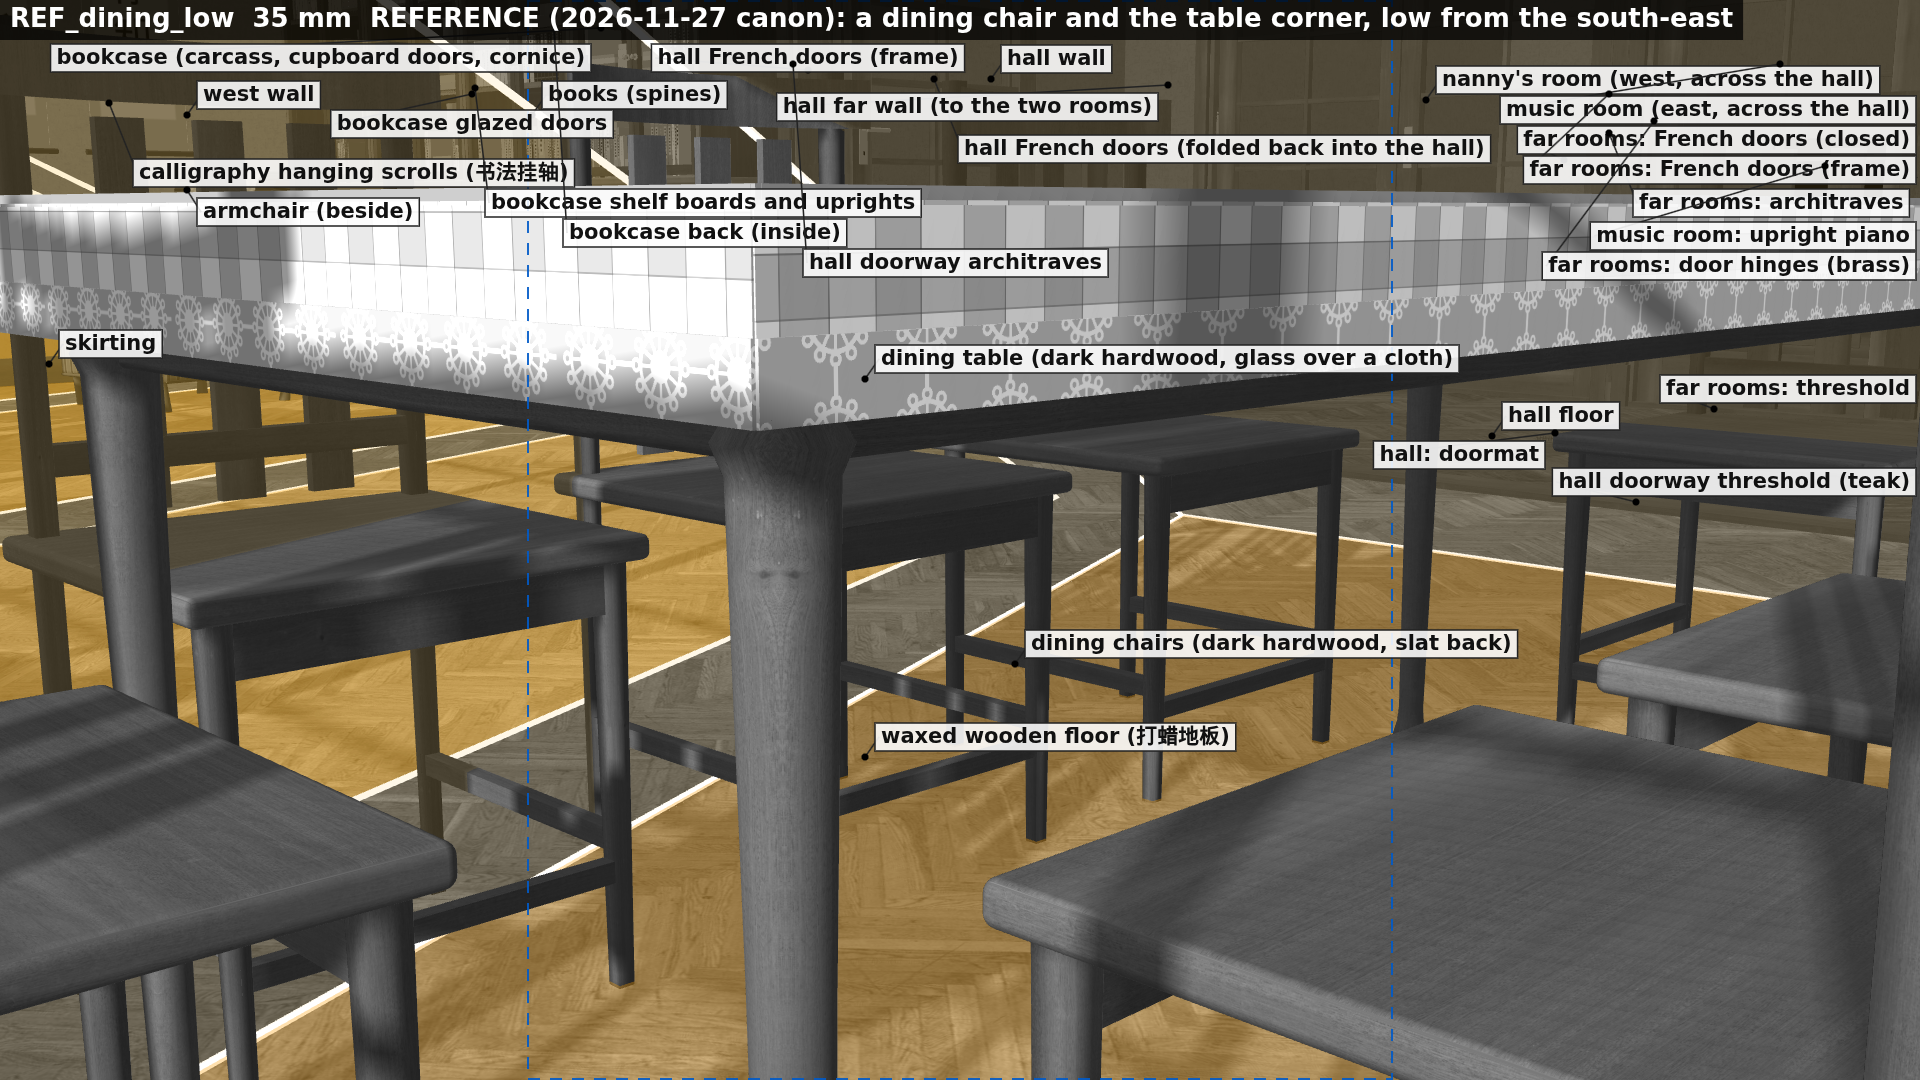 REF_dining_low 35 mm REFERENCE (2026-11-27 canon): a dining chair and the table corner, low from the south-east
bookcase (carcass, cupboard doors, cornice)
hall French doors (frame)
hall wall
nanny's room (west, across the hall)
west wall
books (spines)
hall far wall (to the two rooms)
music room (east, across the hall)
bookcase glazed doors
far rooms: French doors (closed)
hall French doors (folded back into the hall)
calligraphy hanging scrolls (书法挂轴)
far rooms: French doors (frame)
bookcase shelf boards and uprights
far rooms: architraves
armchair (beside)
bookcase back (inside)
music room: upright piano
hall doorway architraves
far rooms: door hinges (brass)
skirting
dining table (dark hardwood, glass over a cloth)
far rooms: threshold
hall floor
hall: doormat
hall doorway threshold (teak)
dining chairs (dark hardwood, slat back)
waxed wooden floor (打蜡地板)